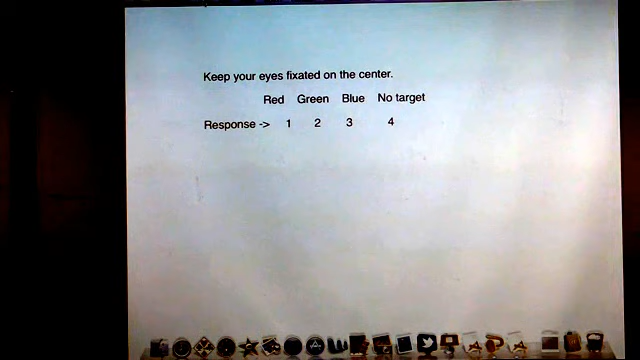 Keep your eyes fixated on the center.
Red Green Blue No target
Response -> 1 2 3 4